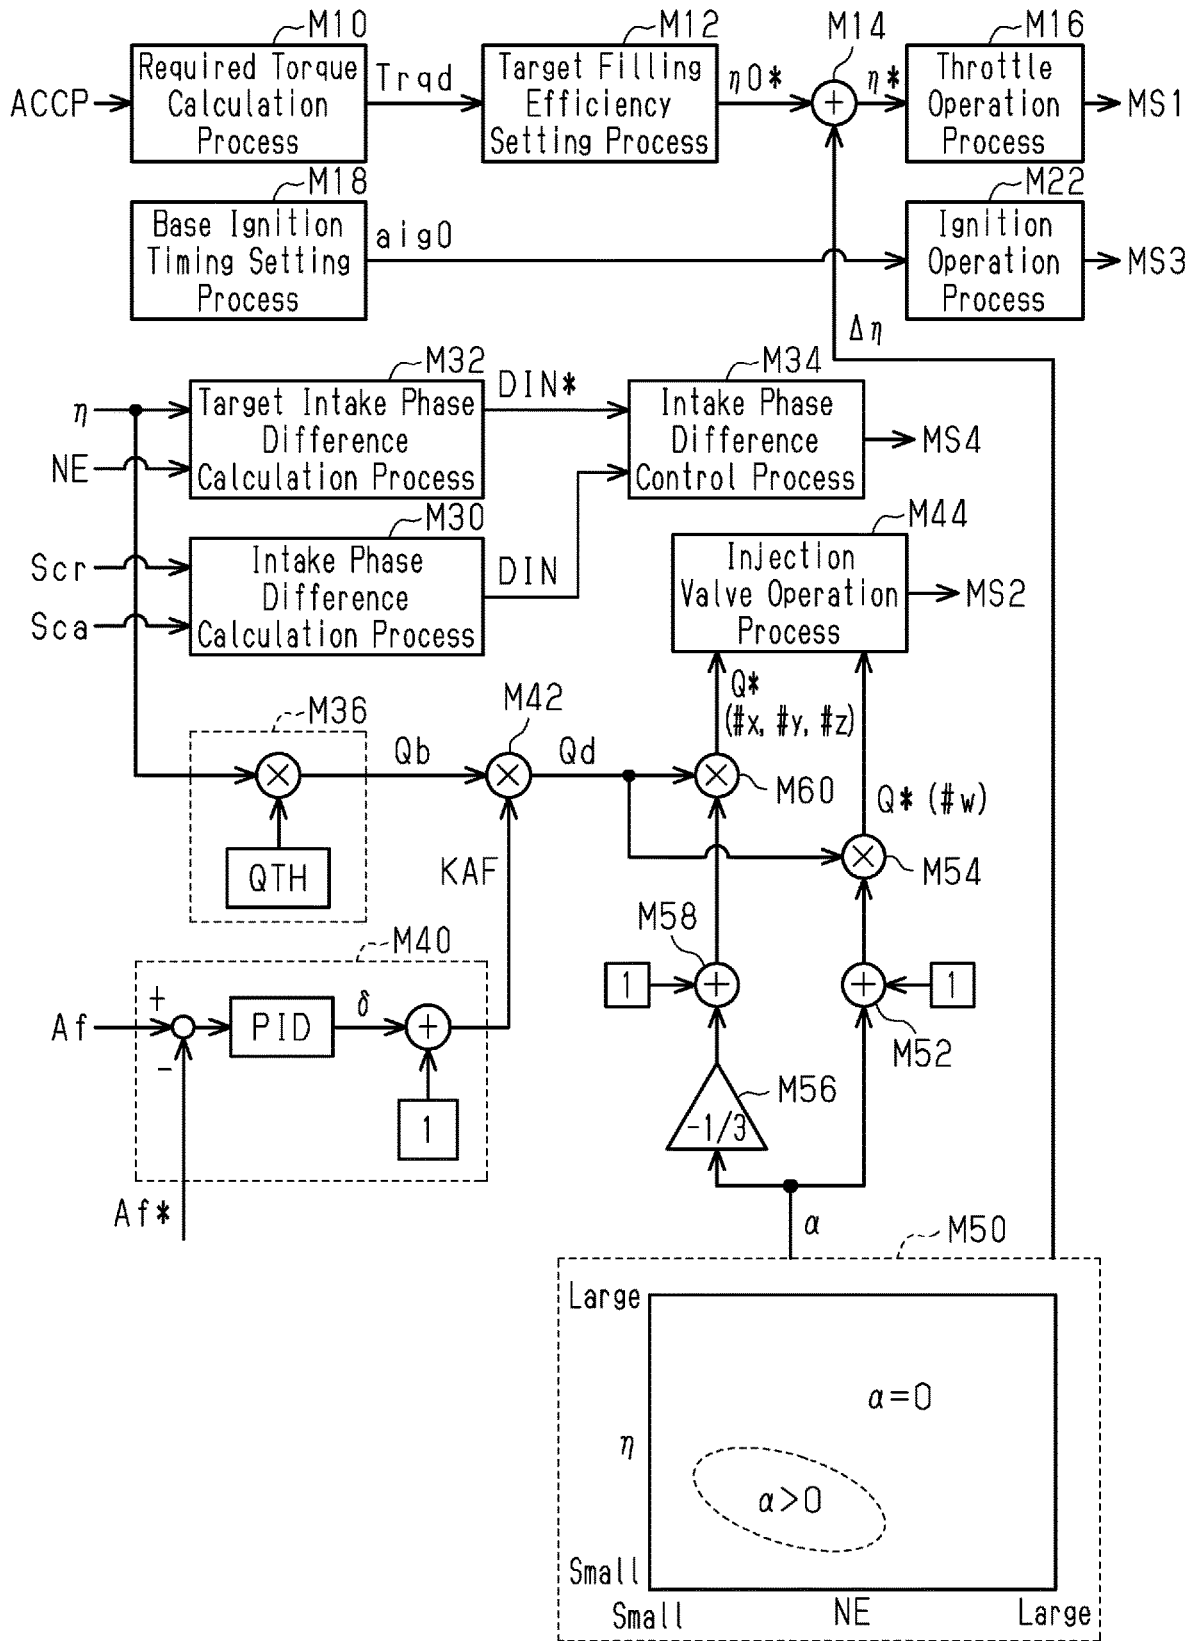 M10
M12
M14
M16
ACCP
Required Torque
Calculation
Process
Trqd
Target Filling
Efficiency
Setting Process
η0*
+
η*
Throttle
Operation
Process
MS1
M18
M22
Base Ignition
Timing Setting
Process
aig0
Ignition
Operation
Process
MS3
Δη
M32
M34
η
NE
Target Intake Phase
Difference
Calculation Process
DIN*
Intake Phase
Difference
Control Process
MS4
M30
M44
Scr
Sca
Intake Phase
Difference
Calculation Process
DIN
Injection
Valve Operation
Process
MS2
M36
M42
Q*
(#x, #y, #z)
×
Qb
×
Qd
×
M60
Q* (#w)
QTH
KAF
×
M54
M40
M58
1
+
+
1
M52
Af
+
-
PID
δ
+
1
M56
-1/3
Af*
α
M50
Large
η
Small
α=0
α>0
Small
NE
Large